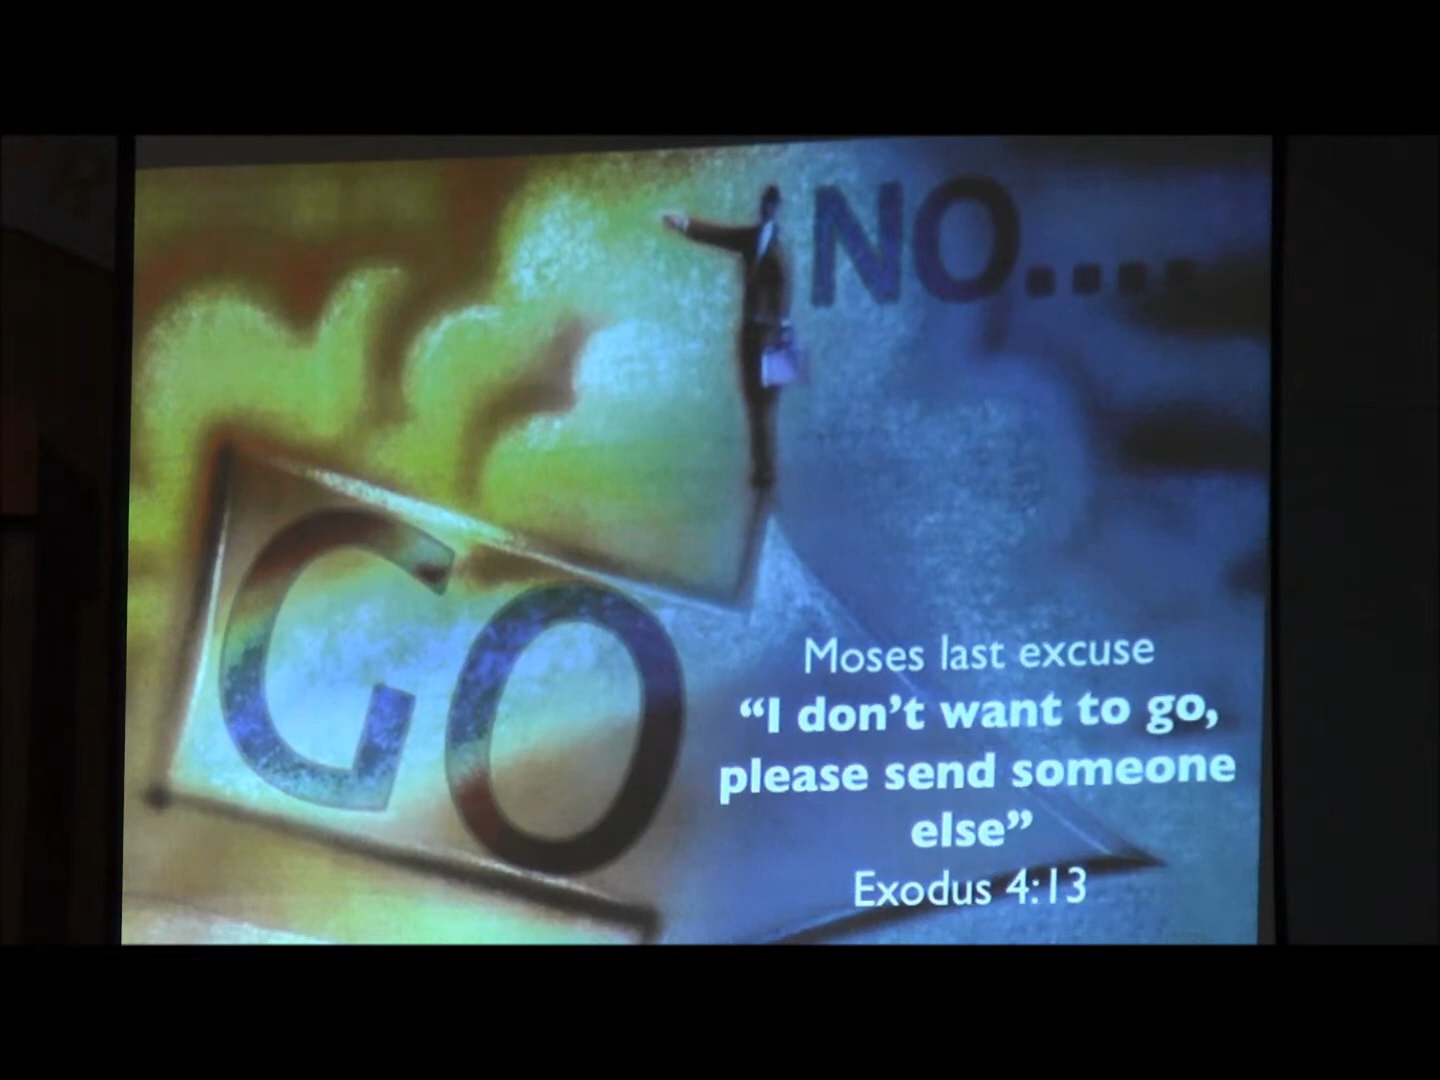 NO....
GO
Moses last excuse
“I don’t want to go,
please send someone
else”
Exodus 4:13